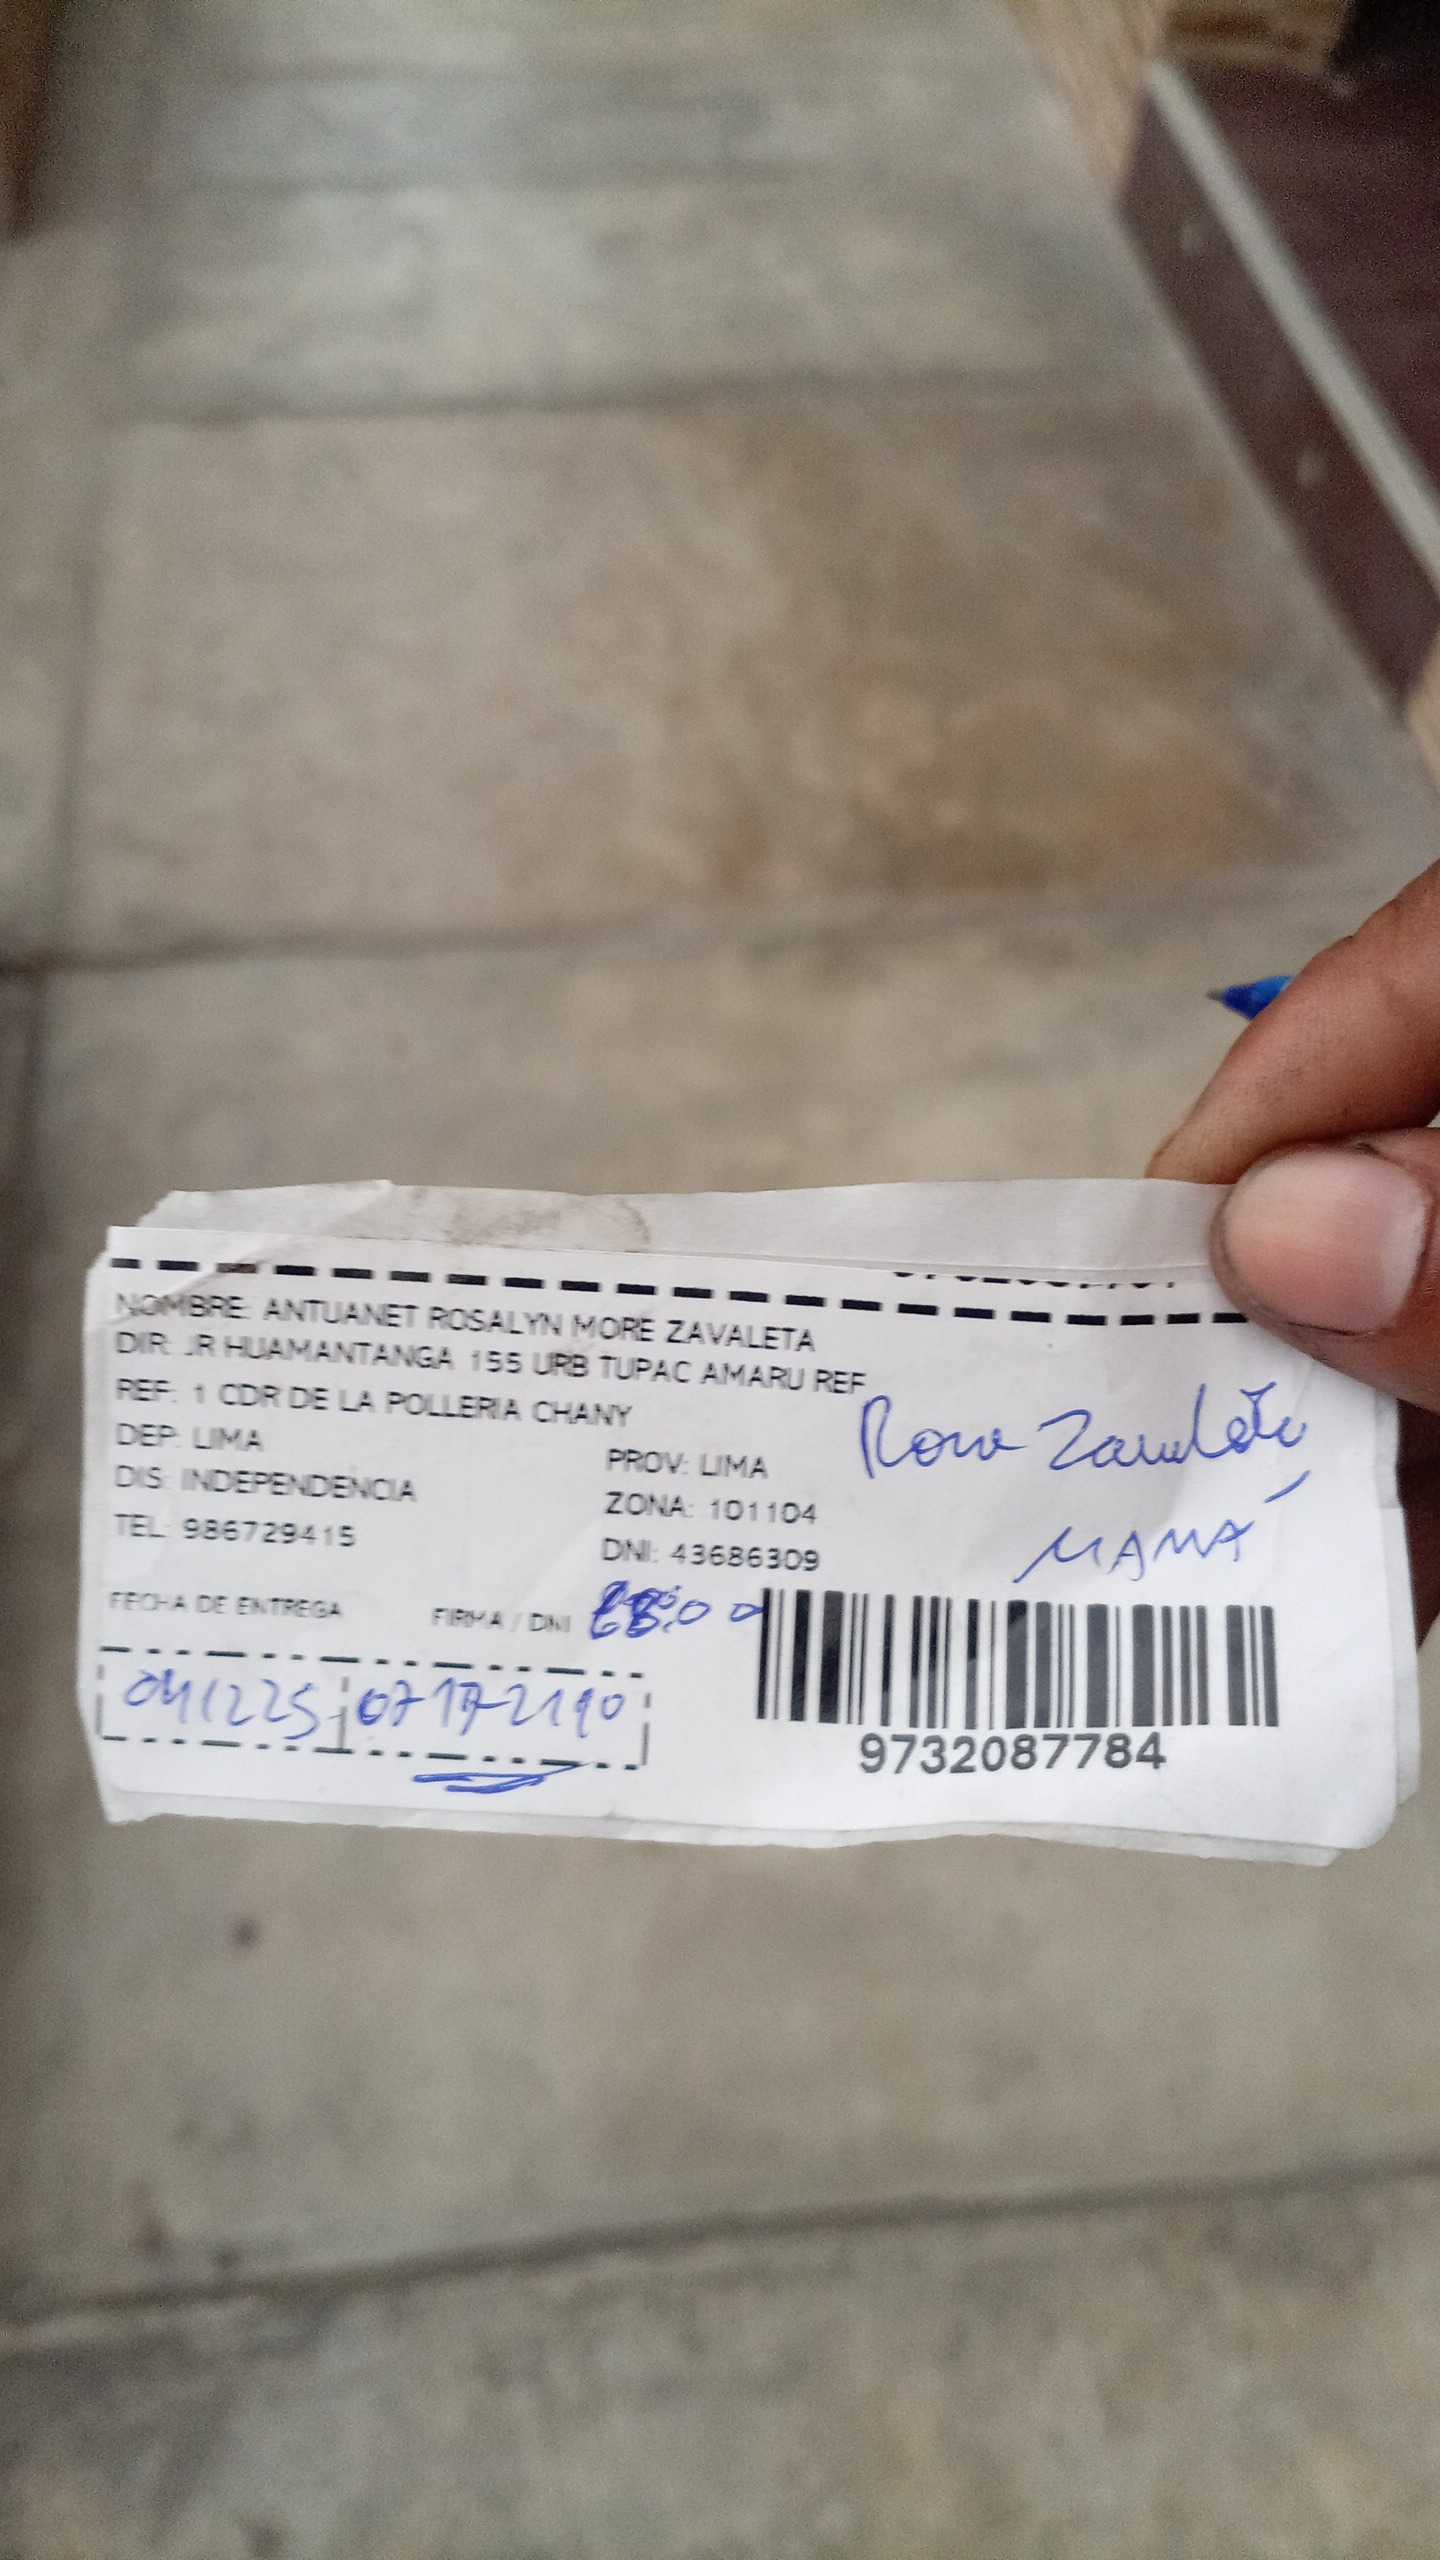 NOMBRE: ANTUANET ROSALYN MORE ZAVALETA
DIR: JR HUAMANTANGA 155 URB TUPAC AMARU REF
REF: 1 CDR DE LA POLLERIA CHANY
DEP: LIMA PROV: LIMA
DIS: INDEPENDENCIA ZONA: 101104
TEL: 986729415 DNI: 43686309
Rosa Zavaleta
MAMÁ
FECHA DE ENTREGA FIRMA / DNI
041225 07172190
9732087784